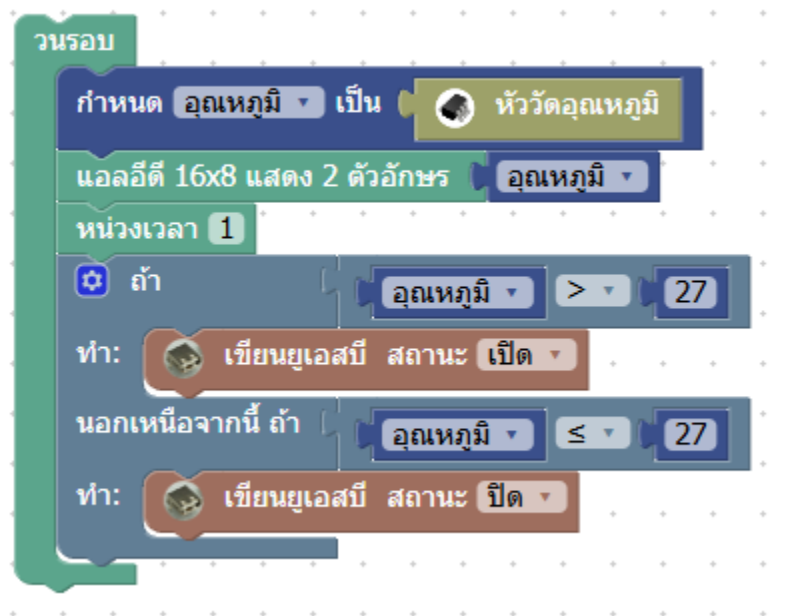 วนรอบ
กำหนด อุณหภูมิ เป็น หัววัดอุณหภูมิ
แอลอีดี 16x8 แสดง 2 ตัวอักษร อุณหภูมิ
หน่วงเวลา 1
ถ้า อุณหภูมิ > 27
ทำ: เขียนยูเอสบี สถานะ เปิด
นอกเหนือจากนี้ ถ้า อุณหภูมิ ≤ 27
ทำ: เขียนยูเอสบี สถานะ ปิด